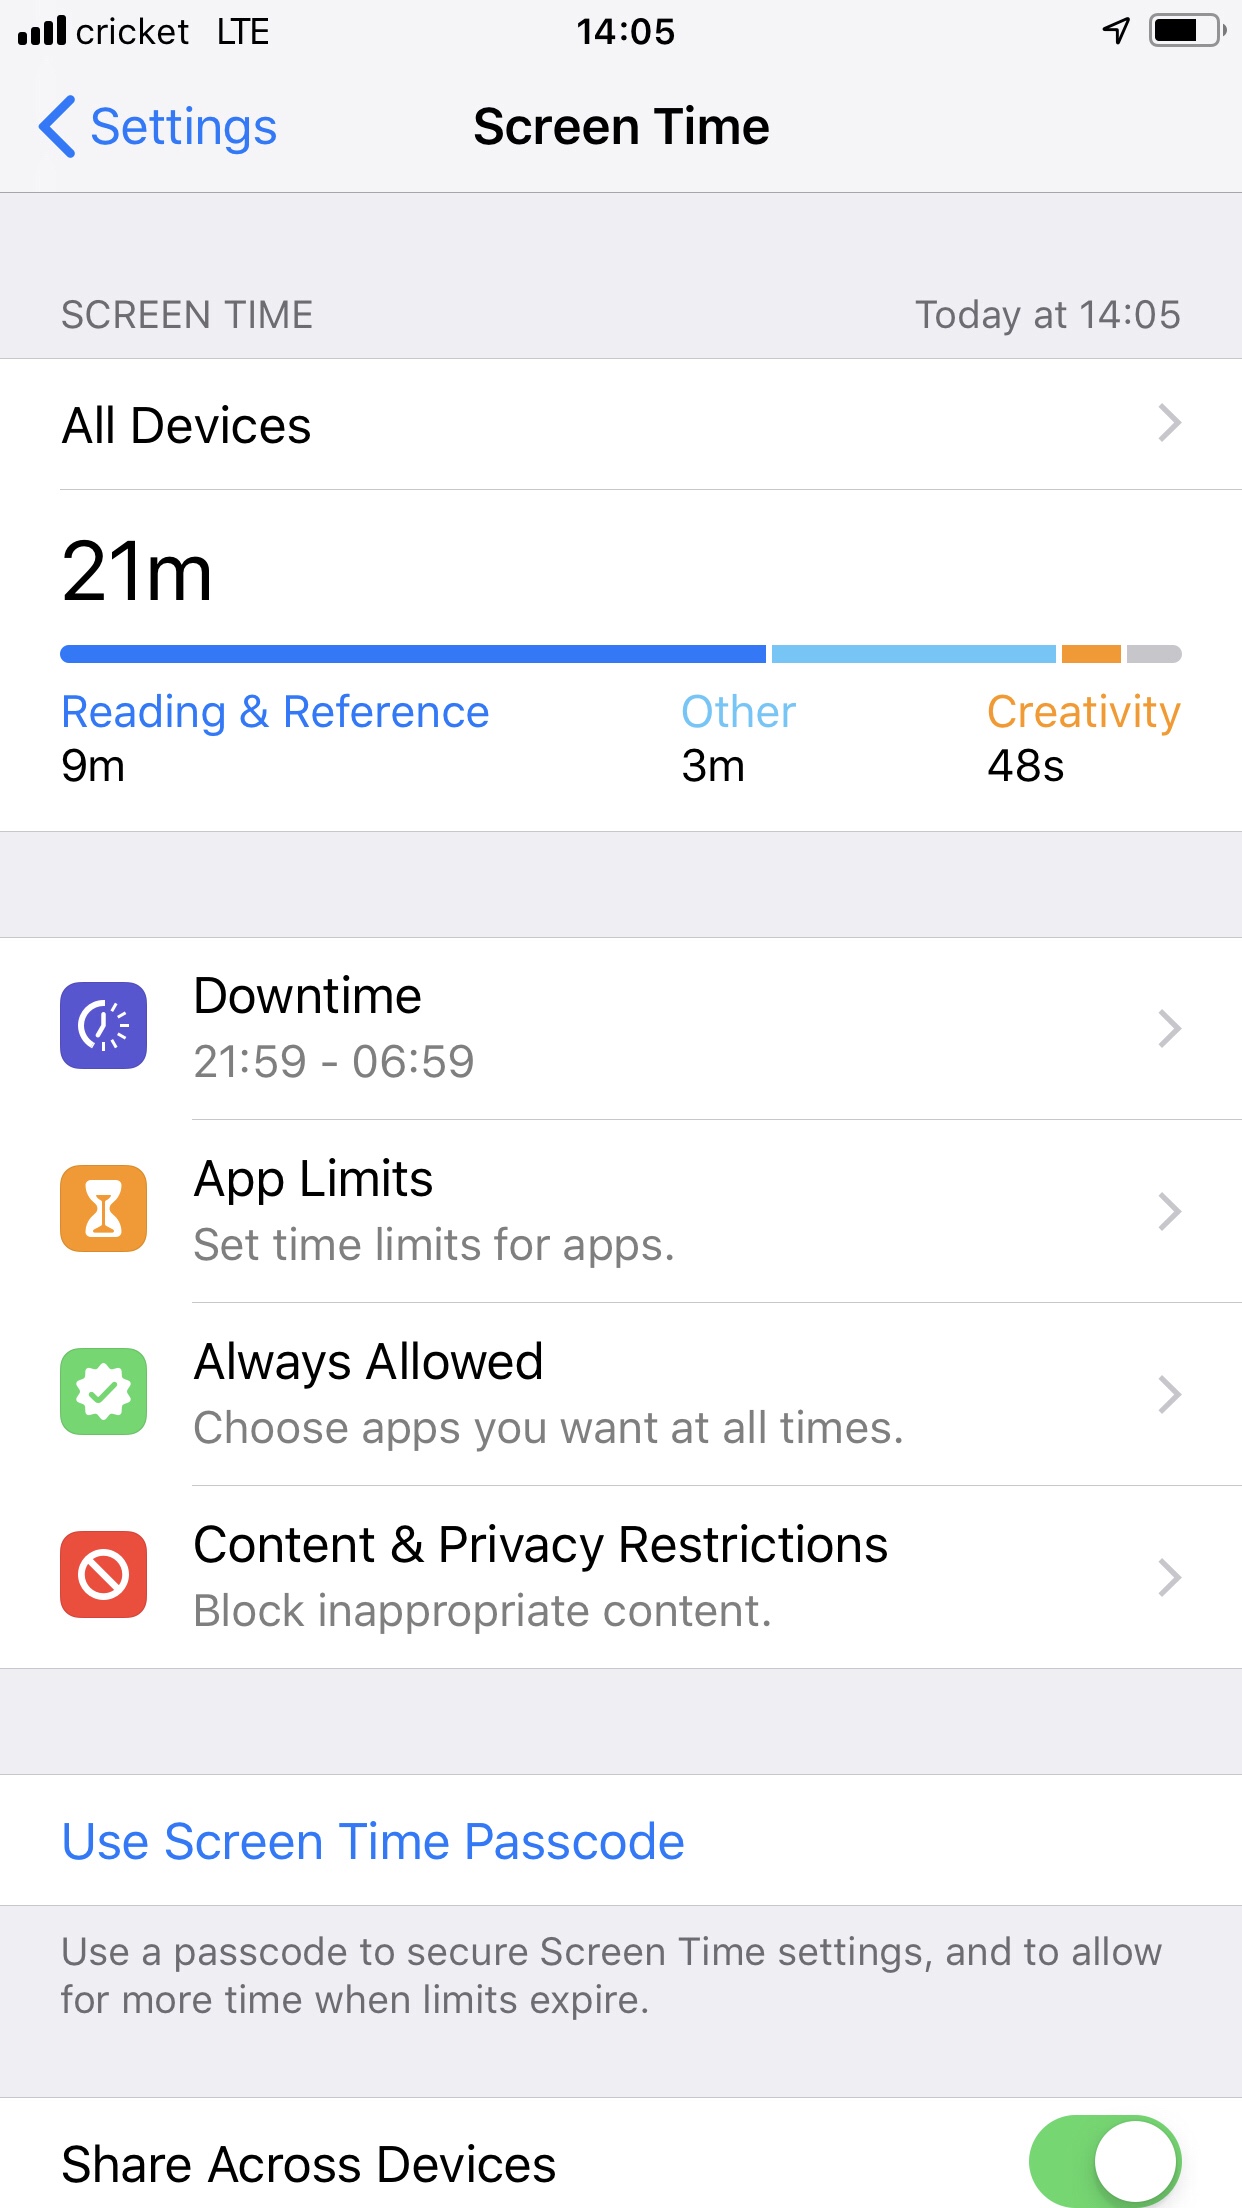 cricket LTE 14:05
Settings Screen Time
SCREEN TIME Today at 14:05
All Devices
21m
Reading & Reference Other Creativity
9m 3m 48s
Downtime
21:59 - 06:59
App Limits
Set time limits for apps.
Always Allowed
Choose apps you want at all times.
Content & Privacy Restrictions
Block inappropriate content.
Use Screen Time Passcode
Use a passcode to secure Screen Time settings, and to allow
for more time when limits expire.
Share Across Devices